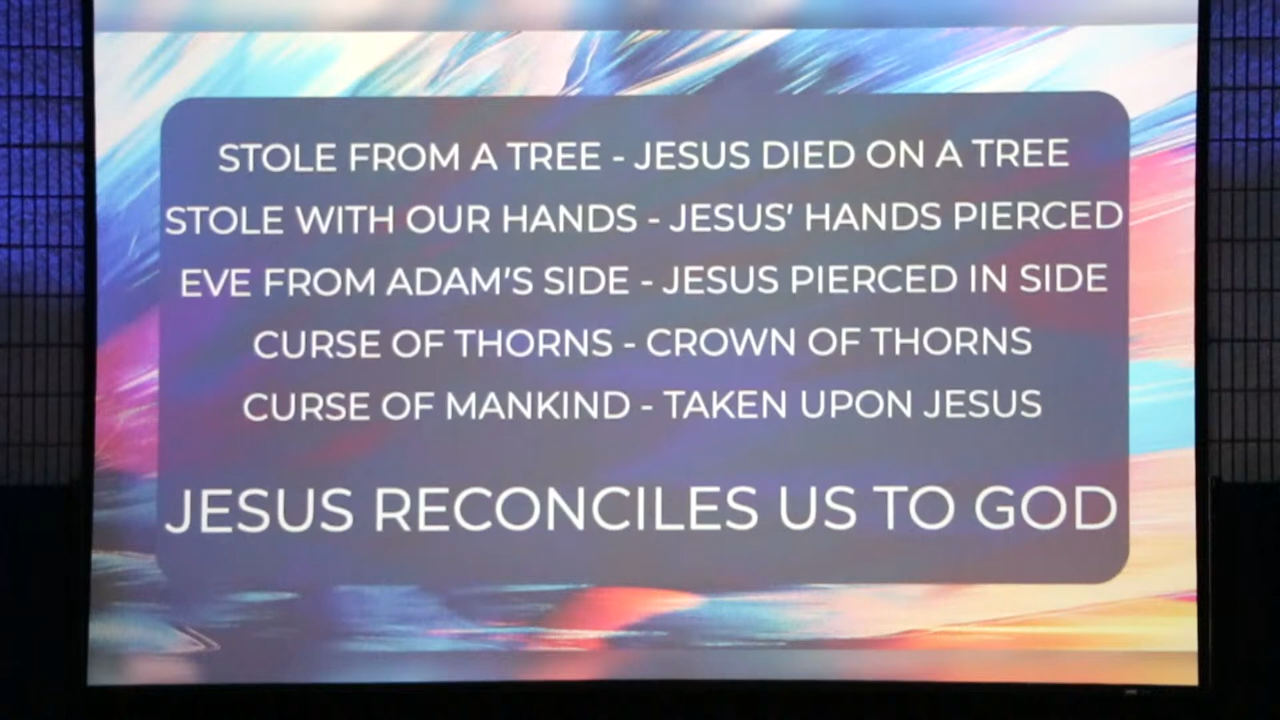 STOLE FROM A TREE - JESUS DIED ON A TREE
STOLE WITH OUR HANDS - JESUS' HANDS PIERCED
EVE FROM ADAM'S SIDE - JESUS PIERCED IN SIDE
CURSE OF THORNS - CROWN OF THORNS
CURSE OF MANKIND - TAKEN UPON JESUS
JESUS RECONCILES US TO GOD